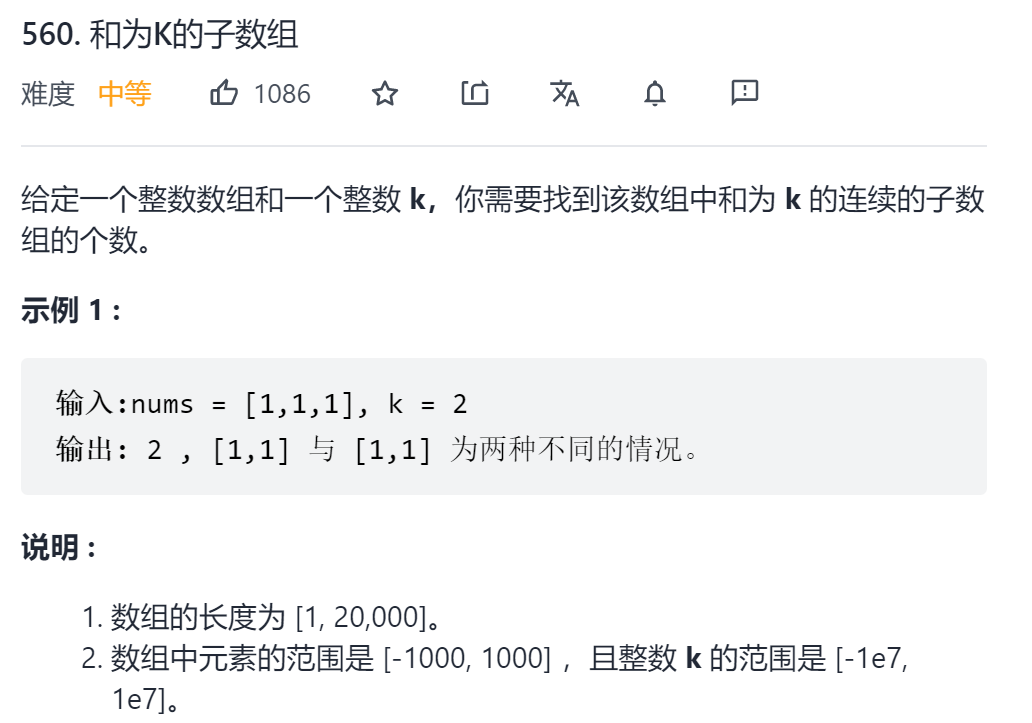 560. 和为K的子数组
难度 中等 1086
给定一个整数数组和一个整数 k，你需要找到该数组中和为 k 的连续的子数
组的个数。
示例 1 :
输入:nums = [1,1,1], k = 2
输出: 2 , [1,1] 与 [1,1] 为两种不同的情况。
说明 :
1. 数组的长度为 [1, 20,000]。
2. 数组中元素的范围是 [-1000, 1000] ，且整数 k 的范围是 [-1e7,
1e7]。